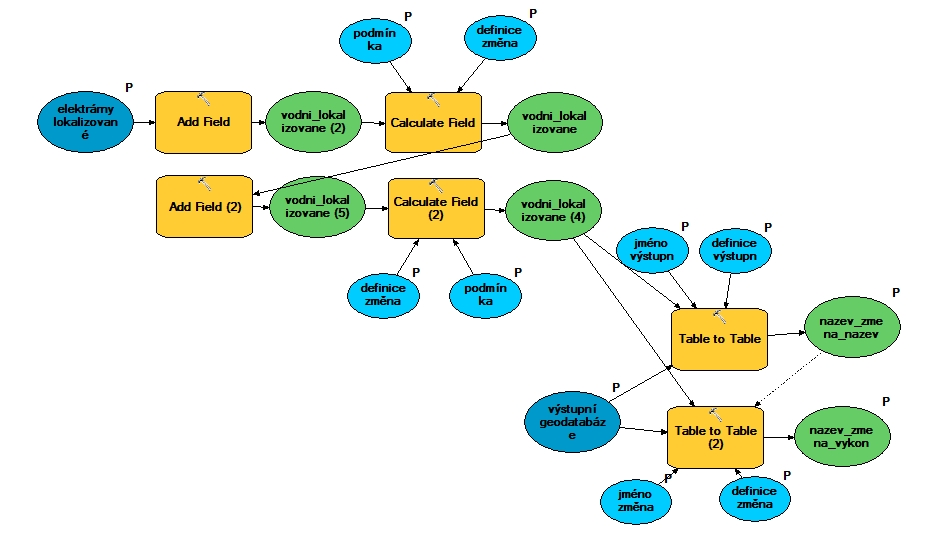 P
podmín
ka
P
definice
změna
P
elektrárny
lokalizovan
é
Add Field
vodni_lokal
izovane (2)
Calculate Field
vodni_lokal
izovane
Add Field (2)
vodni_lokal
izovane (5)
Calculate Field
(2)
vodni_lokal
izovane (4)
P
definice
změna
P
podmín
ka
P
jméno
výstupn
P
definice
výstupn
Table to Table
P
nazev_zme
na_nazev
P
výstupní
geodatabáz
e
Table to Table
(2)
P
nazev_zme
na_vykon
P
jméno
změna
P
definice
změna